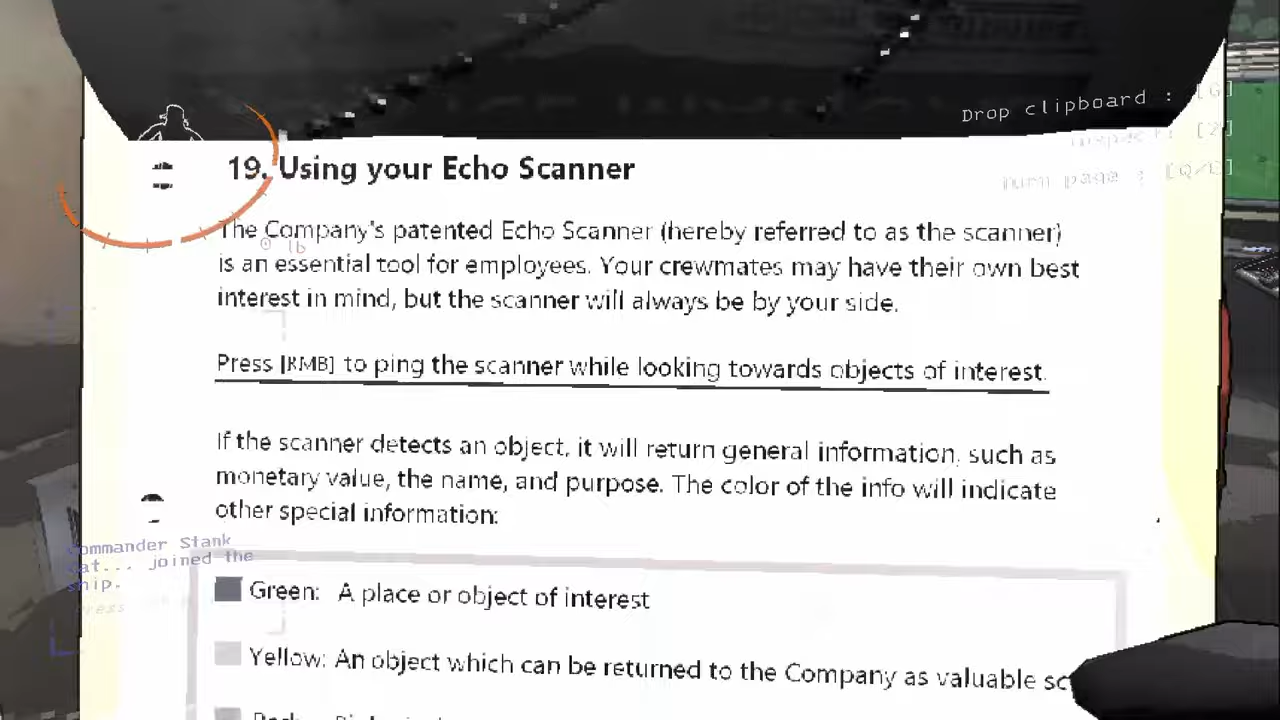 Drop clipboard : [G]
19. Using your Echo Scanner
The Company's patented Echo Scanner (hereby referred to as the scanner)
lb
is an essential tool for employees. Your crewmates may have their own best
interest in mind, but the scanner will always be by your side.
Press [RMB] to ping the scanner while looking towards objects of interest.
If the scanner detects an object, it will return general information, such as
monetary value, the name, and purpose. The color of the info will indicate
other special information:
Commander Stank
cat... joined the
ship.
Green: A place or object of interest
Yellow: An object which can be returned to the Company as valuable sc